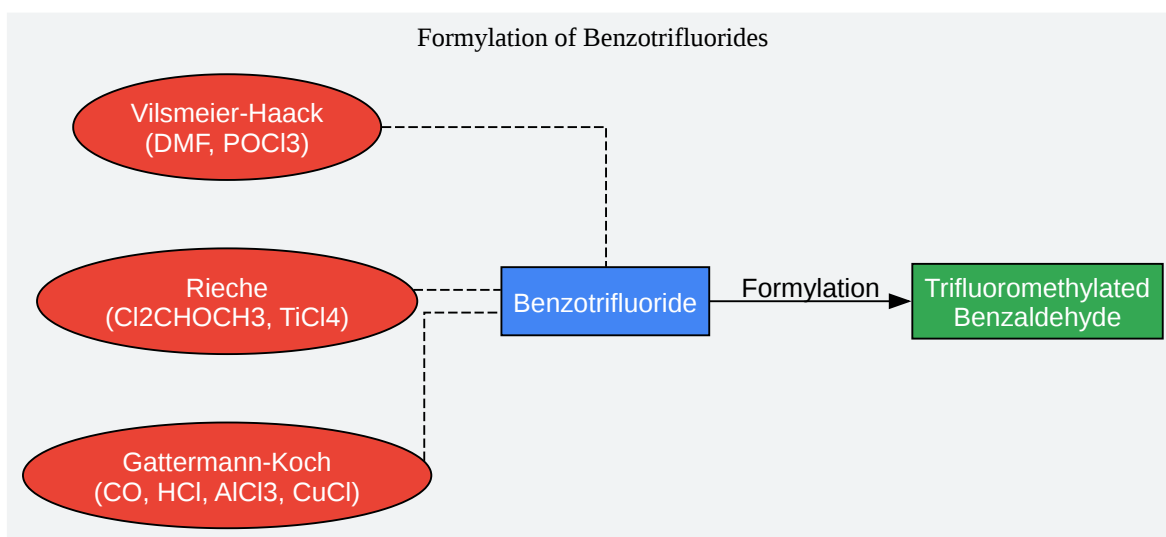 Formylation of Benzotrifluorides
Vilsmeier-Haack
(DMF, POCl3)
Rieche
(Cl2CHOCH3, TiCl4)
Gattermann-Koch
(CO, HCl, AlCl3, CuCl)
Benzotrifluoride
Formylation
Trifluoromethylated
Benzaldehyde